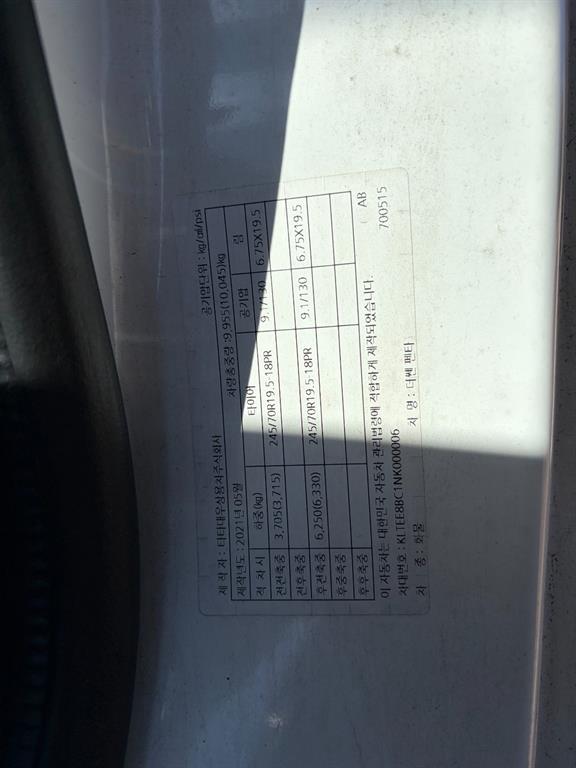 공기압단위 : kg/㎠/psi
제 작 자 : 타타대우상용차주식회사
제작년도 : 2021년 05월 차량총중량 :9,955(10,045)kg
적 차 시 하중(kg) 타이어 공기압 림
전전축중 3,705(3,715) 245/70R19.5-18PR 9.1/130 6.75X19.5
전후축중
후전축중 6,250(6,330) 245/70R19.5-18PR 9.1/130 6.75X19.5
후중축중
후후축중
이 자동차는 대한민국 자동차 관리법령에 적합하게 제작되었습니다. AB
차대번호 : KLTEE8BC1NK000006 700515
차 종 : 화물 차 명 : 더쎈 펜타